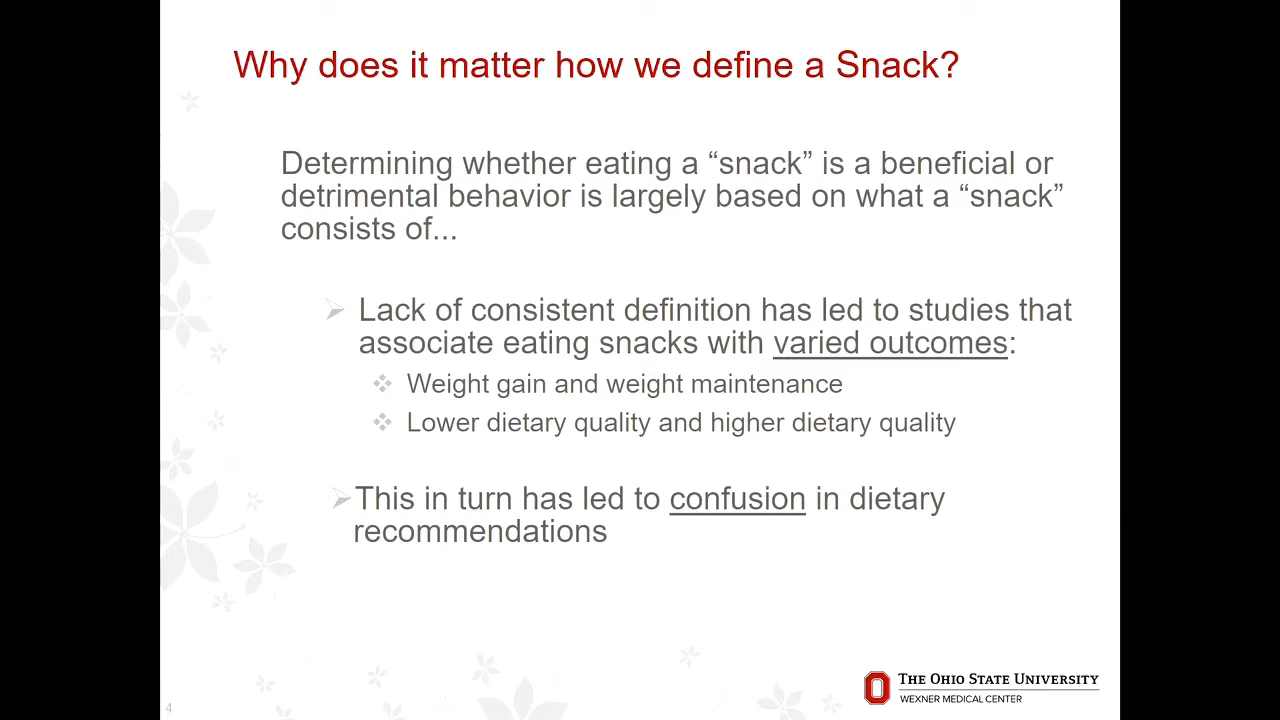 Why does it matter how we define a Snack?
Determining whether eating a “snack” is a beneficial or
detrimental behavior is largely based on what a “snack”
consists of...
Lack of consistent definition has led to studies that
associate eating snacks with varied outcomes:
Weight gain and weight maintenance
Lower dietary quality and higher dietary quality
This in turn has led to confusion in dietary
recommendations
THE OHIO STATE UNIVERSITY
WEXNER MEDICAL CENTER
4